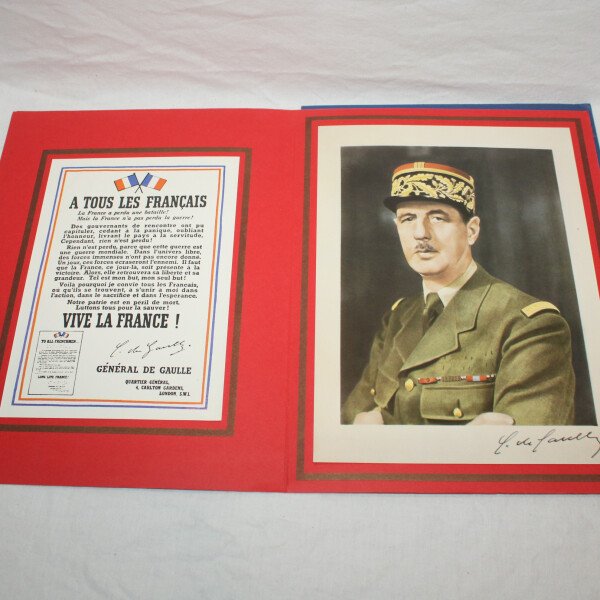 A TOUS LES FRANÇAIS
La France a perdu une bataille!
Mais la France n'a pas perdu la guerre!
Des gouvernants de rencontre ont pu
capituler, cédant à la panique, oubliant
l'honneur, livrant le pays à la servitude.
Cependant, rien n'est perdu!
Rien n'est perdu, parce que cette guerre est
une guerre mondiale. Dans l'univers libre,
des forces immenses n'ont pas encore donné.
Un jour, ces forces écraseront l'ennemi. Il faut
que la France, ce jour-là, soit présente à la
victoire. Alors, elle retrouvera sa liberté et sa
grandeur. Tel est mon but, mon seul but!
Voilà pourquoi je convie tous les Français,
où qu'ils se trouvent, à s'unir à moi dans
l'action, dans le sacrifice et dans l'espérance.
Notre patrie est en péril de mort.
Luttons tous pour la sauver!
VIVE LA FRANCE !
C. de Gaulle
GÉNÉRAL DE GAULLE
QUARTIER GÉNÉRAL,
4, CARLTON GARDENS,
LONDON, S.W.1
TO ALL FRENCHMEN
LONG LIVE FRANCE!
C. de Gaulle